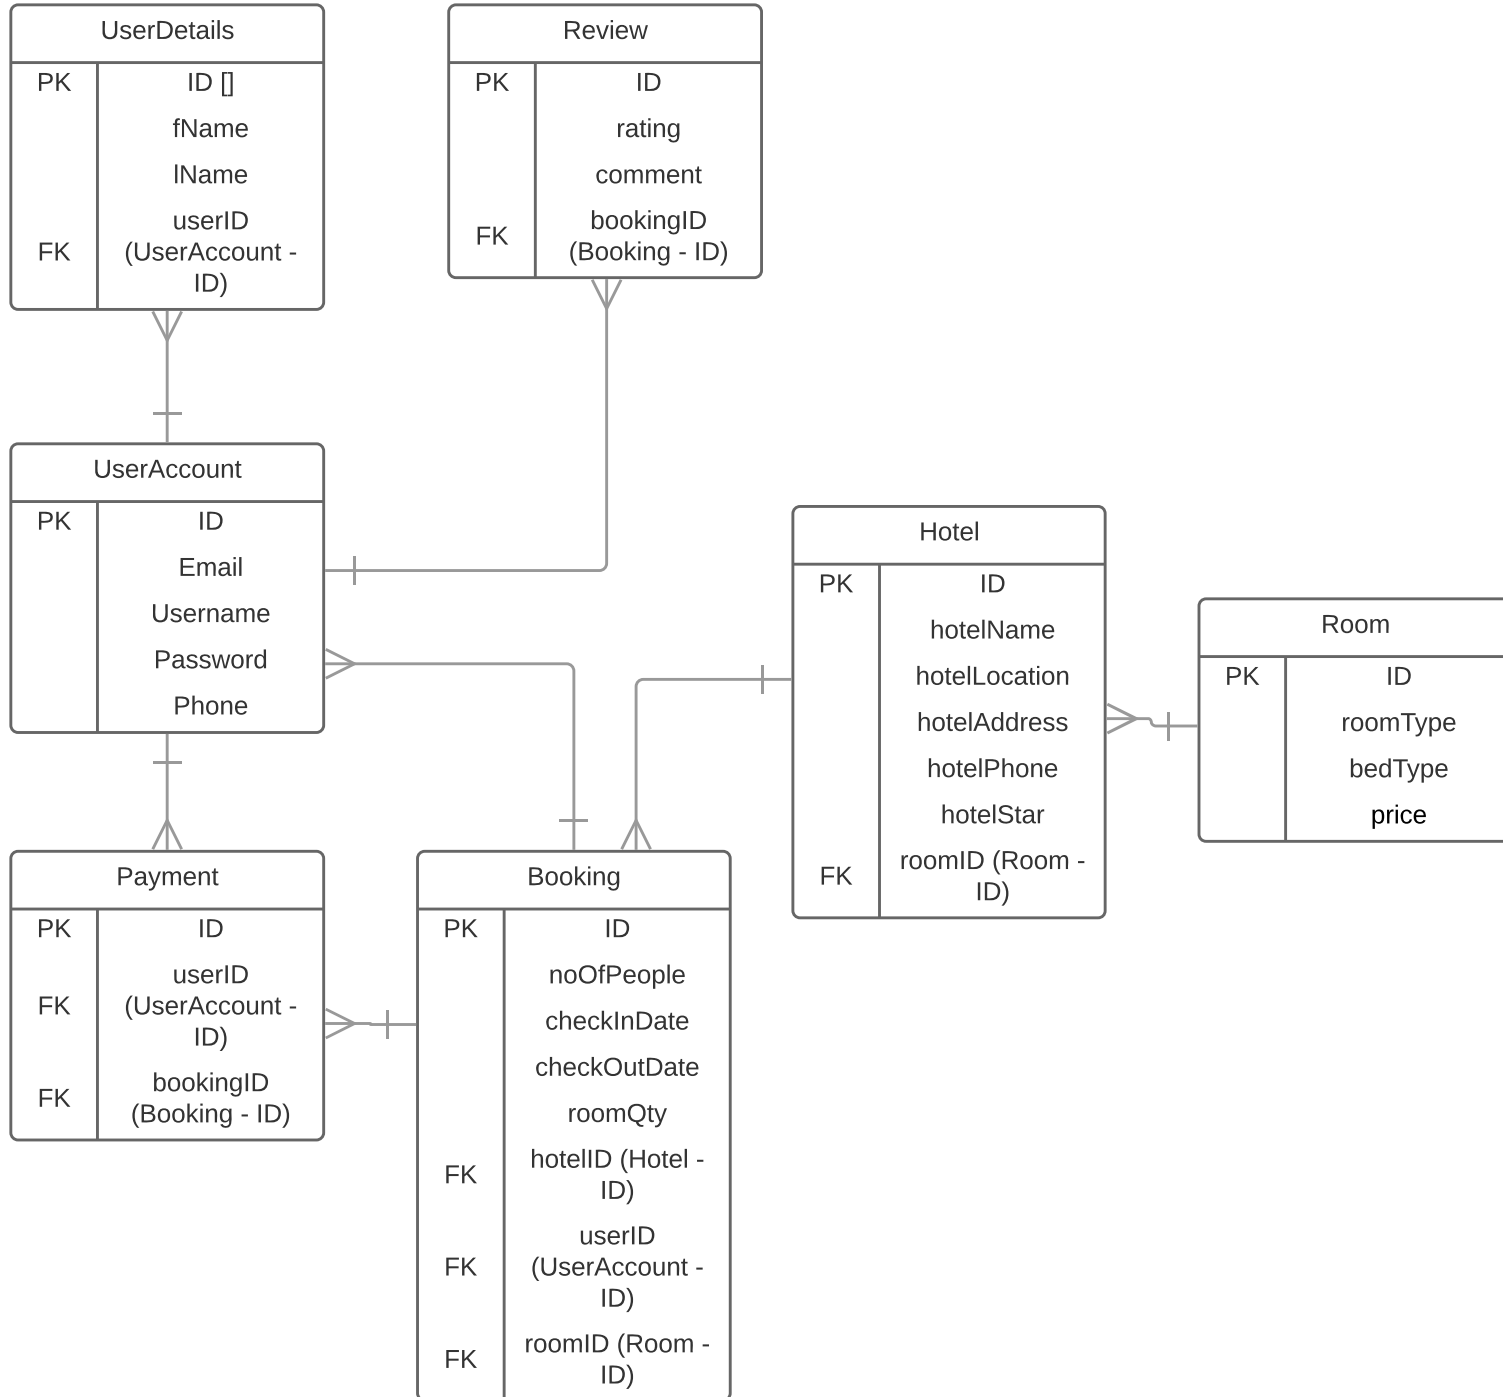 UserDetails
PK ID []
fName
lName
userID
FK (UserAccount -
ID)
Review
PK ID
rating
comment
bookingID
FK (Booking - ID)
UserAccount
PK ID
Email
Username
Password
Phone
Hotel
PK ID
hotelName
hotelLocation
hotelAddress
hotelPhone
hotelStar
roomID (Room -
FK ID)
Room
PK ID
roomType
bedType
price
Payment
PK ID
userID
FK (UserAccount -
ID)
bookingID
FK (Booking - ID)
Booking
PK ID
noOfPeople
checkInDate
checkOutDate
roomQty
hotelID (Hotel -
FK ID)
userID
FK (UserAccount -
ID)
roomID (Room -
FK ID)